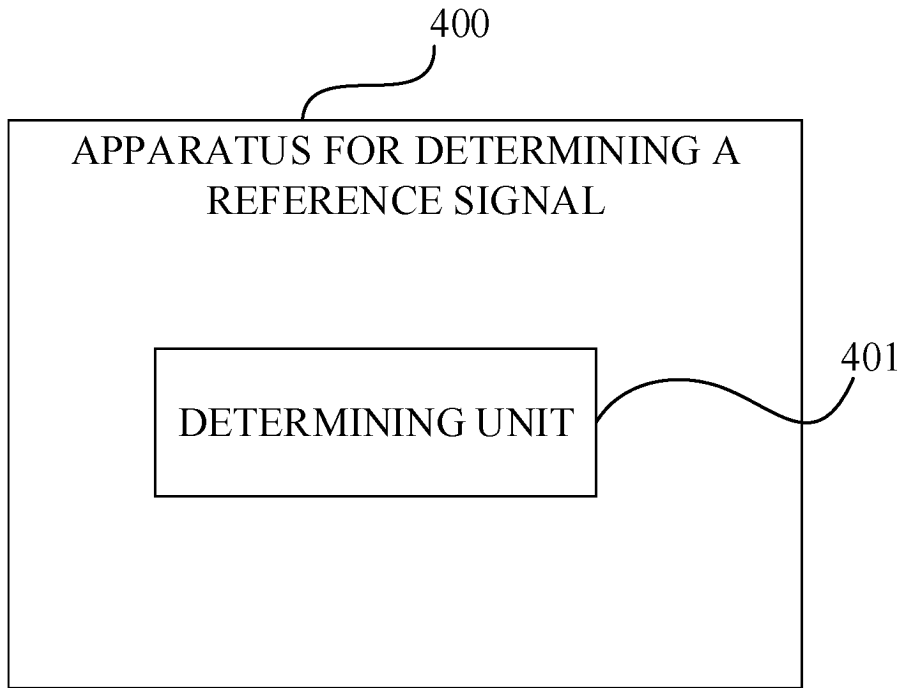 400
APPARATUS FOR DETERMINING A
REFERENCE SIGNAL
401
DETERMINING UNIT